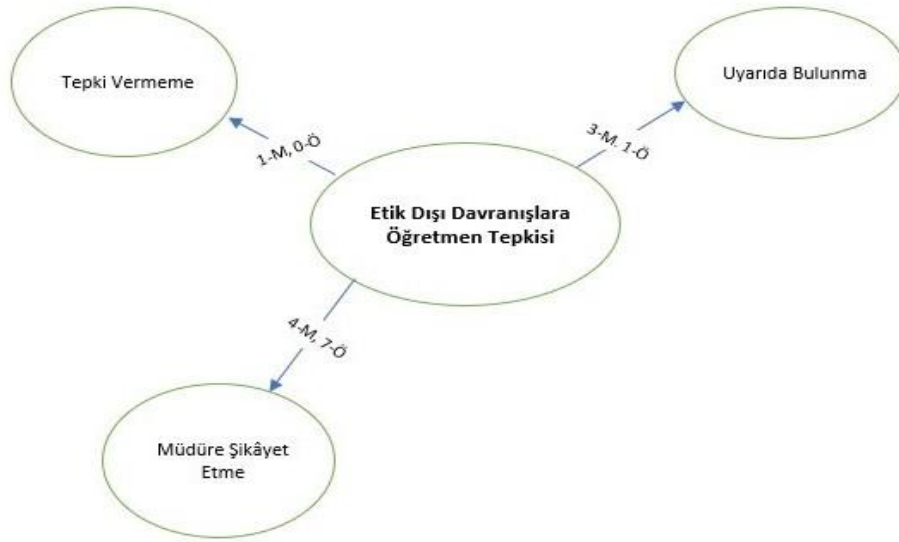 Tepki Vermeme
Uyarıda Bulunma
1-M, 0-Ö
3-M. 1-Ö
Etik Dışı Davranışlara
Öğretmen Tepkisi
4-M, 7-Ö
Müdüre Şikâyet
Etme